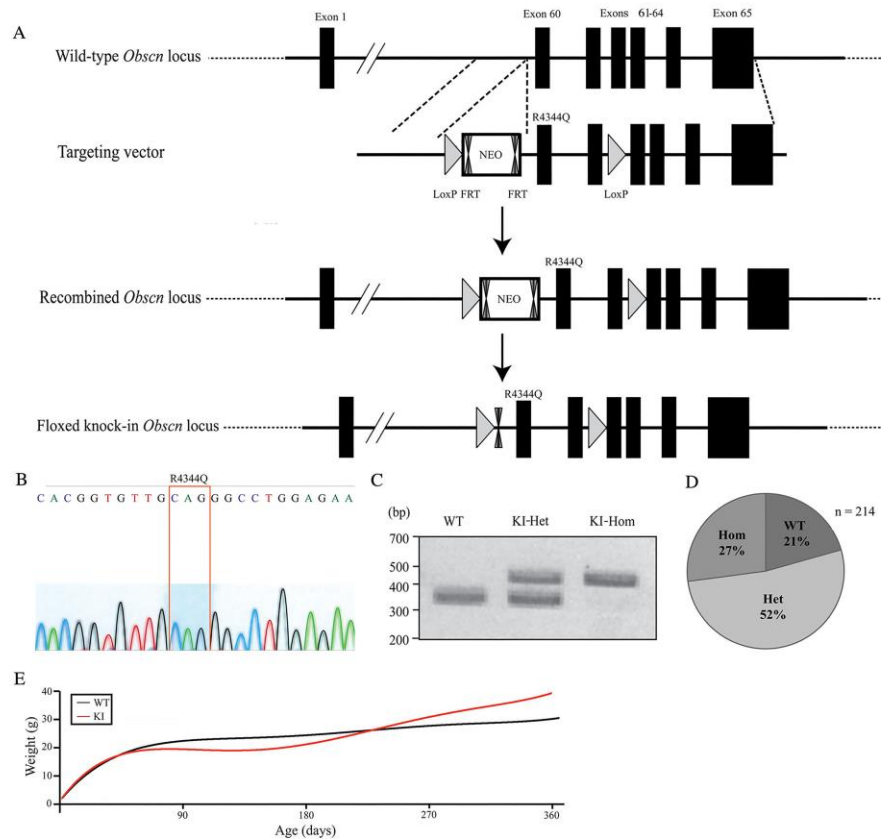 A
Exon 1
Exon 60
Exons
61-64
Exon 65
Wild-type Obscn locus
R4344Q
Targeting vector
NEO
LoxP FRT
FRT
LoxP
R4344Q
Recombined Obscn locus
NEO
R4344Q
Floxed knock-in Obscn locus
B
R4344Q
C A C G G T G T T G C A G G G C C T G G A G A A
C
(bp)
WT
KI-Het
KI-Hom
700
500
400
300
200
D
n = 214
Hom
27%
WT
21%
Het
52%
E
WT
KI
Weight (g)
40
30
20
10
0
90
180
270
360
Age (days)